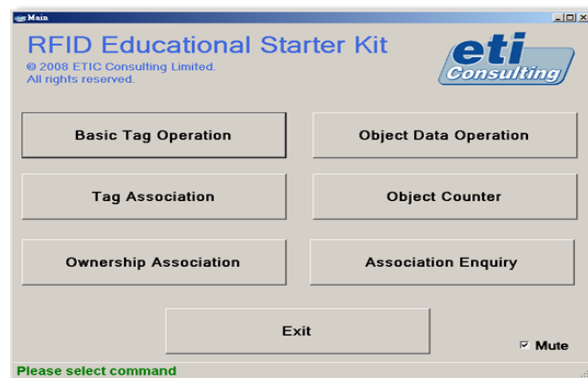 Main
RFID Educational Starter Kit
© 2008 ETIC Consulting Limited.
All rights reserved.
eti
Consulting
Basic Tag Operation
Object Data Operation
Tag Association
Object Counter
Ownership Association
Association Enquiry
Exit
Mute
Please select command